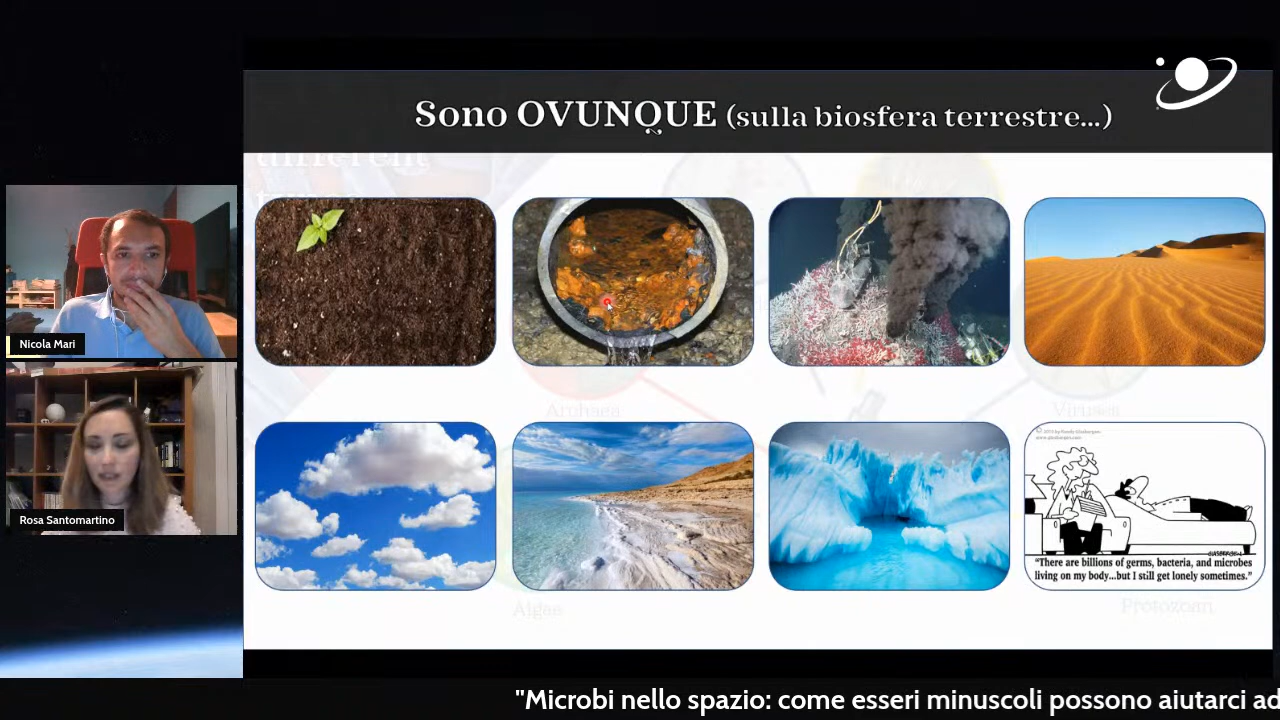 Sono OVUNQUE (sulla biosfera terrestre...)
different
Nicola Mari
Archaea
Viruses
Rosa Santomartino
"There are billions of germs, bacteria, and microbes
living on my body...but I still get lonely sometimes."
Algae
Protozoan
"Microbi nello spazio: come esseri minuscoli possono aiutarci ad